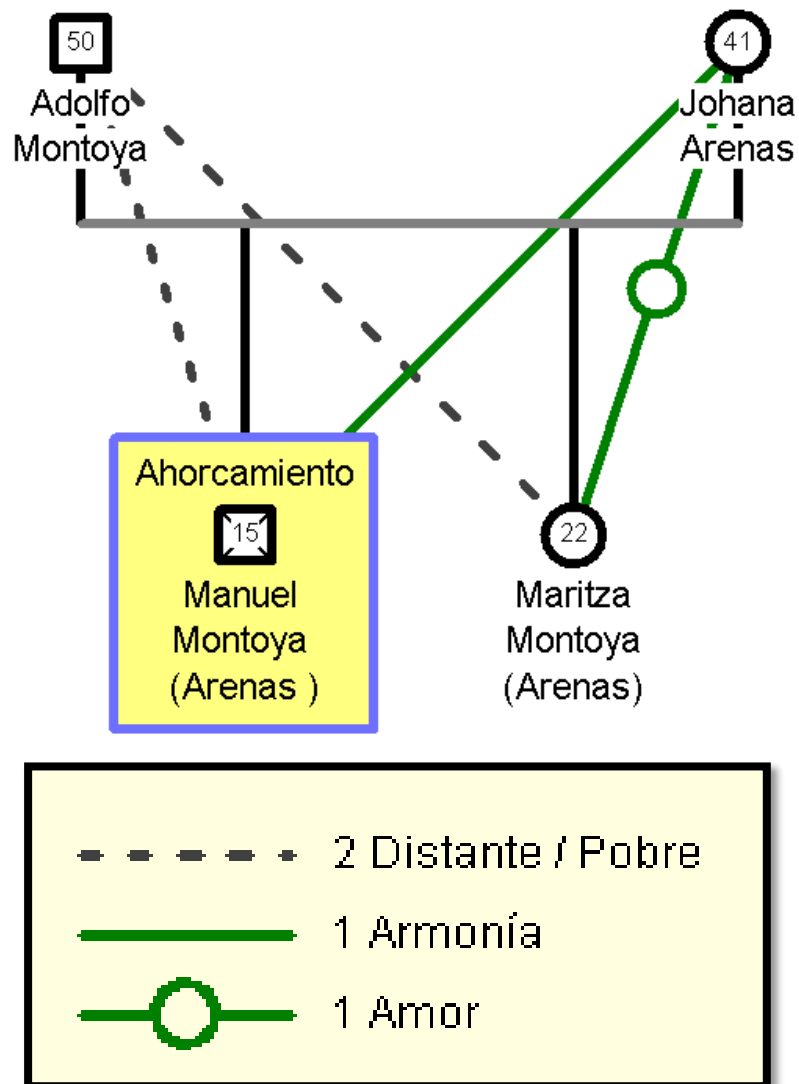 50
Adolfo
Montoya
41
Johana
Arenas
Ahorcamiento
15
Manuel
Montoya
(Arenas )
22
Maritza
Montoya
(Arenas)
2 Distante / Pobre
1 Armonía
1 Amor